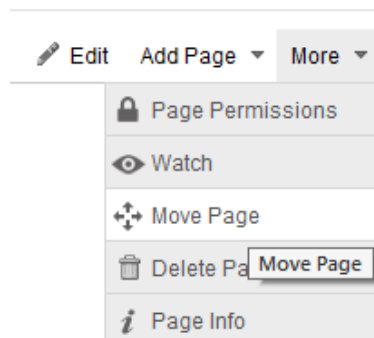 Edit Add Page More
Page Permissions
Watch
Move Page
Delete Pa
Move Page
Page Info